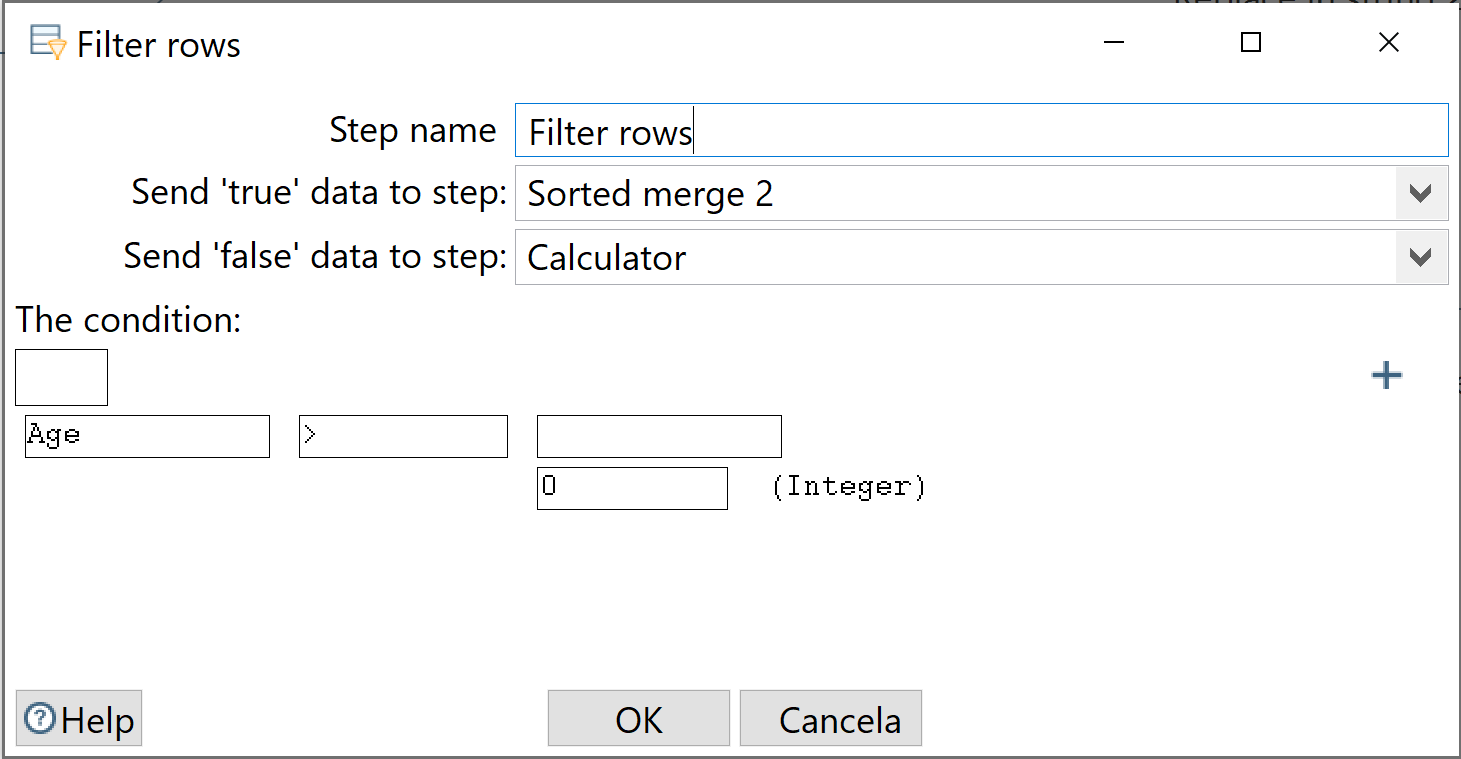 Filter rows
Step name Filter rows
Send 'true' data to step: Sorted merge 2
Send 'false' data to step: Calculator
The condition:
Age >
0 (Integer)
Help OK Cancela